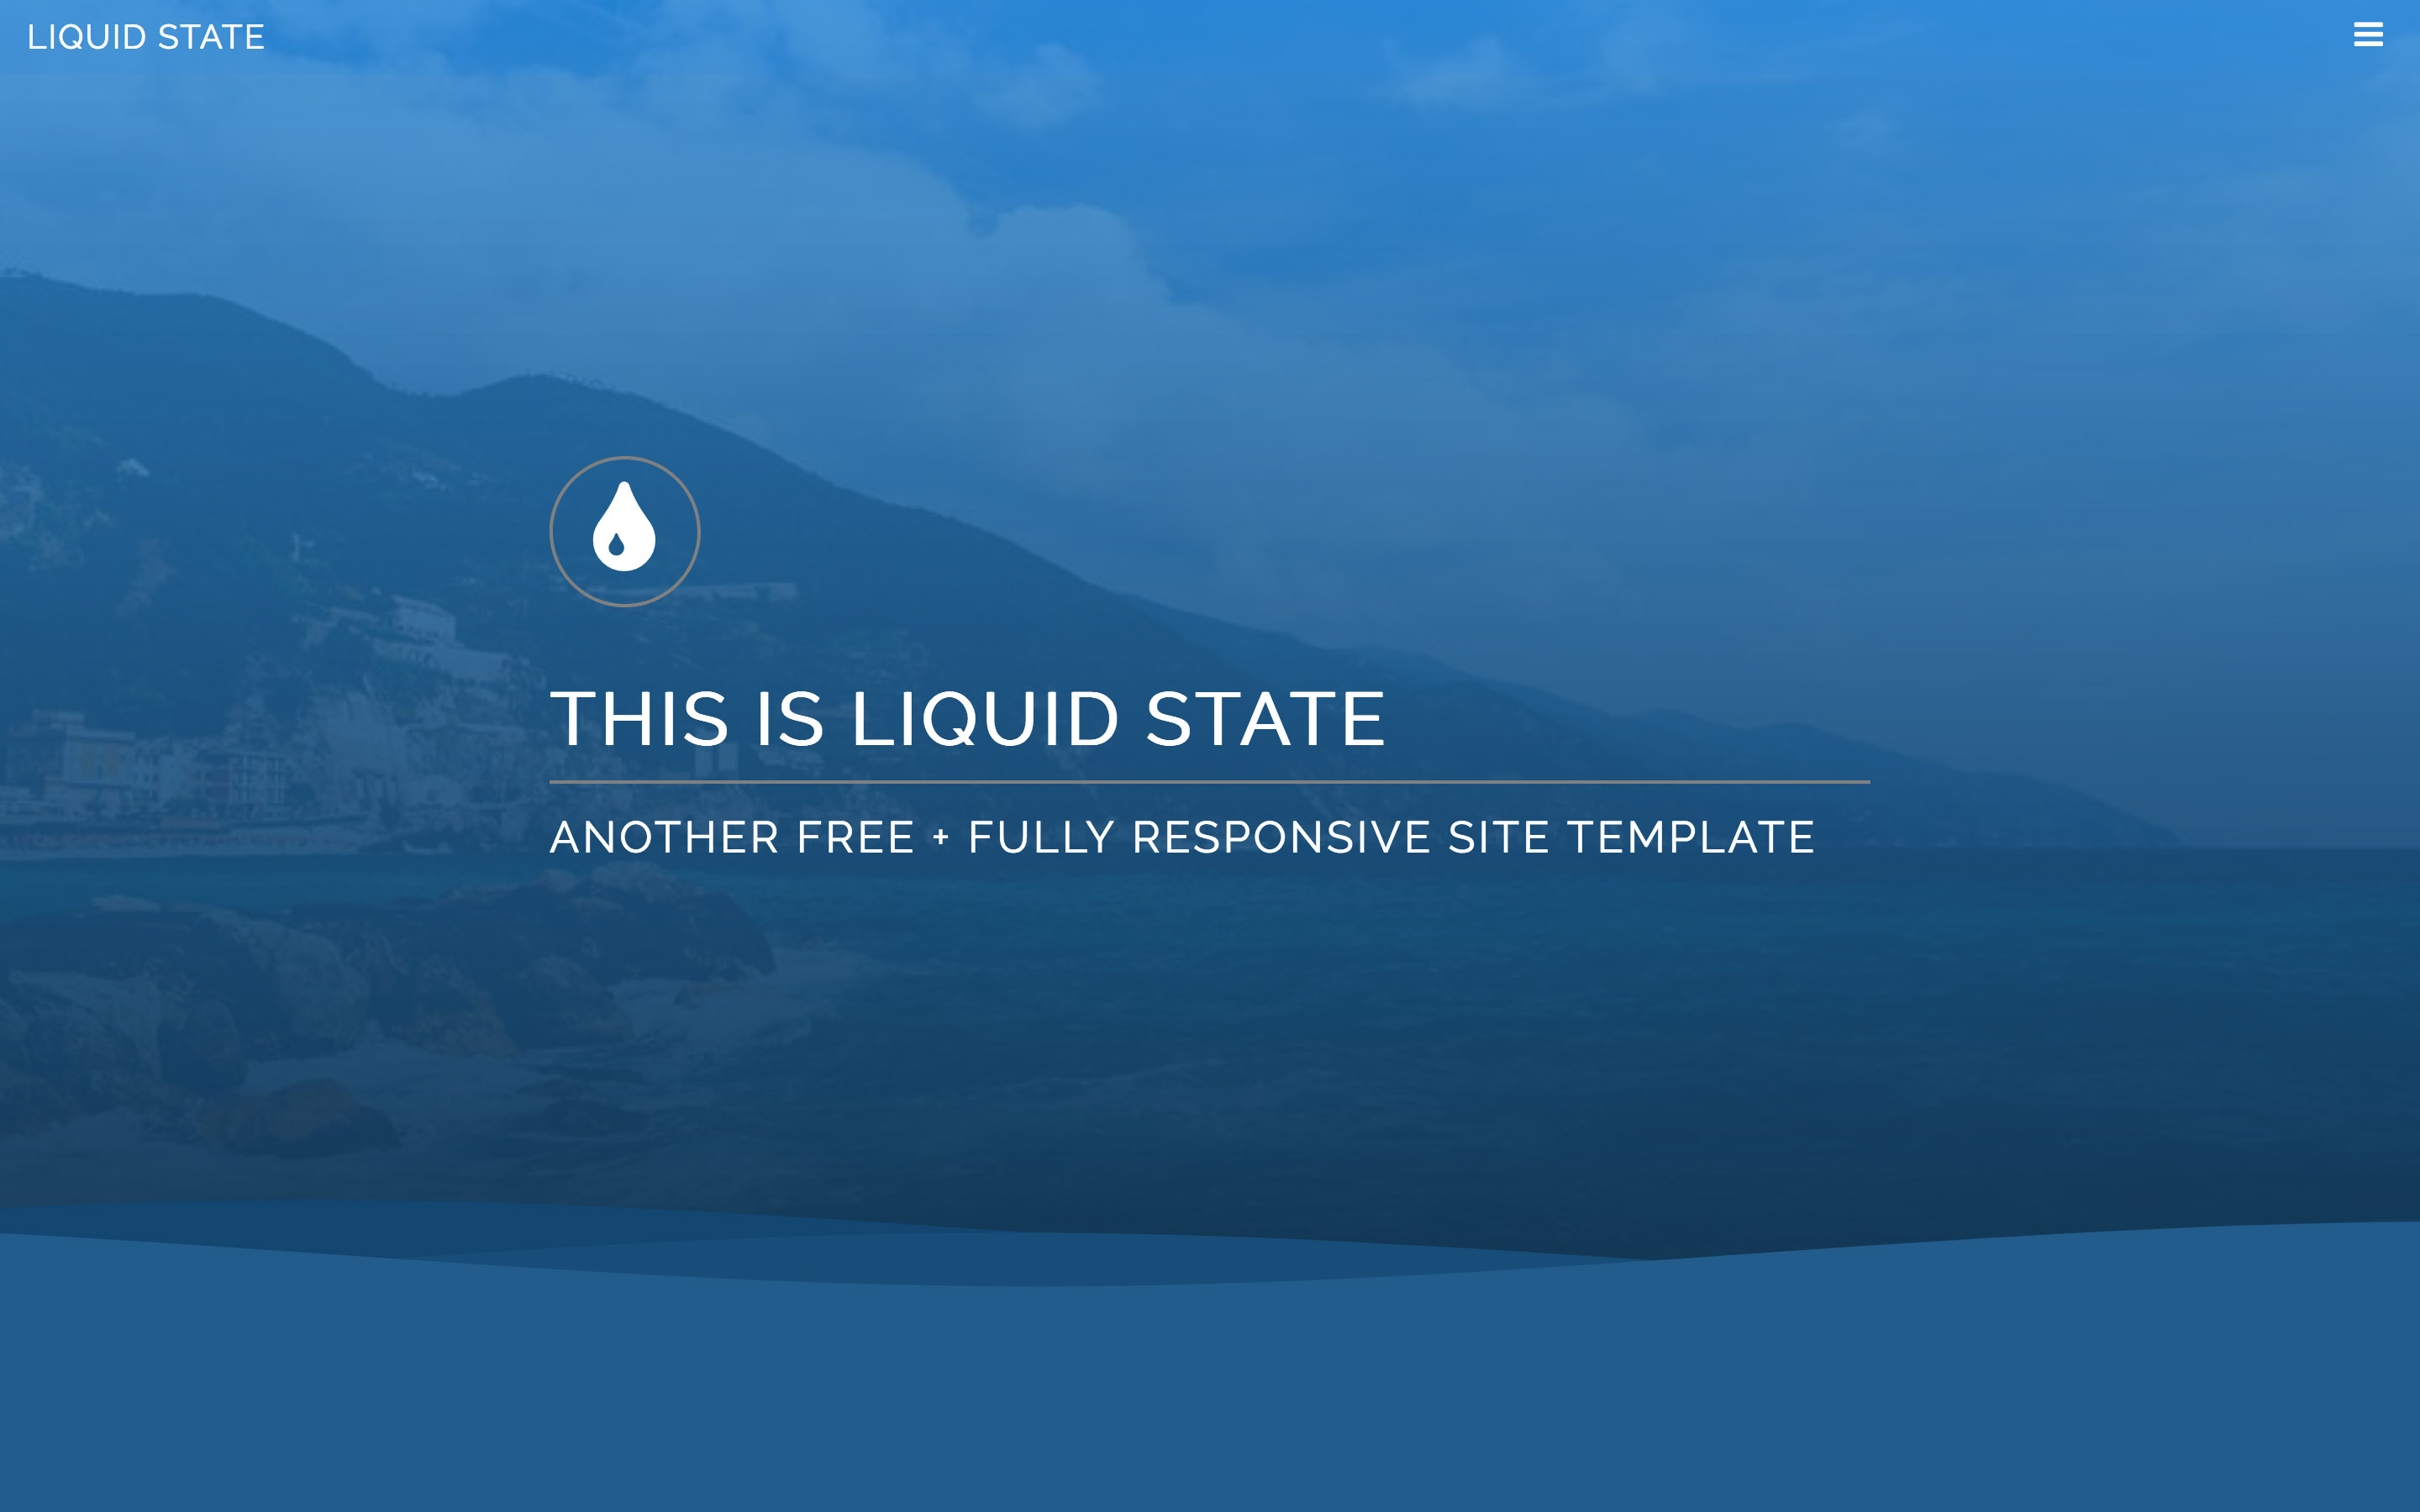 LIQUID STATE
THIS IS LIQUID STATE
ANOTHER FREE + FULLY RESPONSIVE SITE TEMPLATE